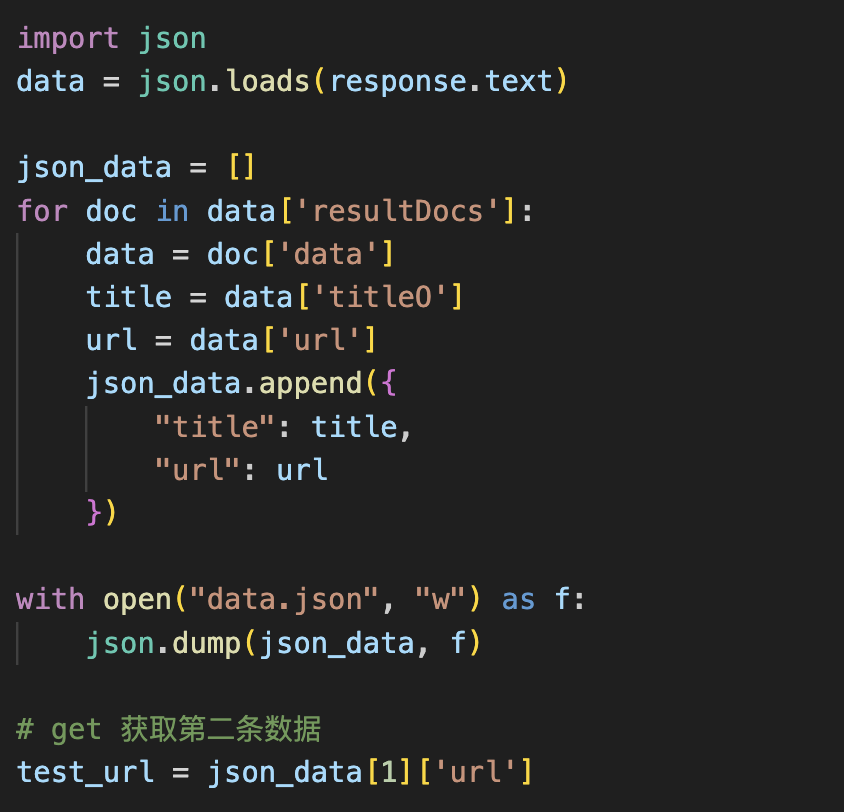 import json
data = json.loads(response.text)

json_data = []
for doc in data['resultDocs']:
    data = doc['data']
    title = data['titleO']
    url = data['url']
    json_data.append({
        "title": title,
        "url": url
    })

with open("data.json", "w") as f:
    json.dump(json_data, f)

# get 获取第二条数据
test_url = json_data[1]['url']